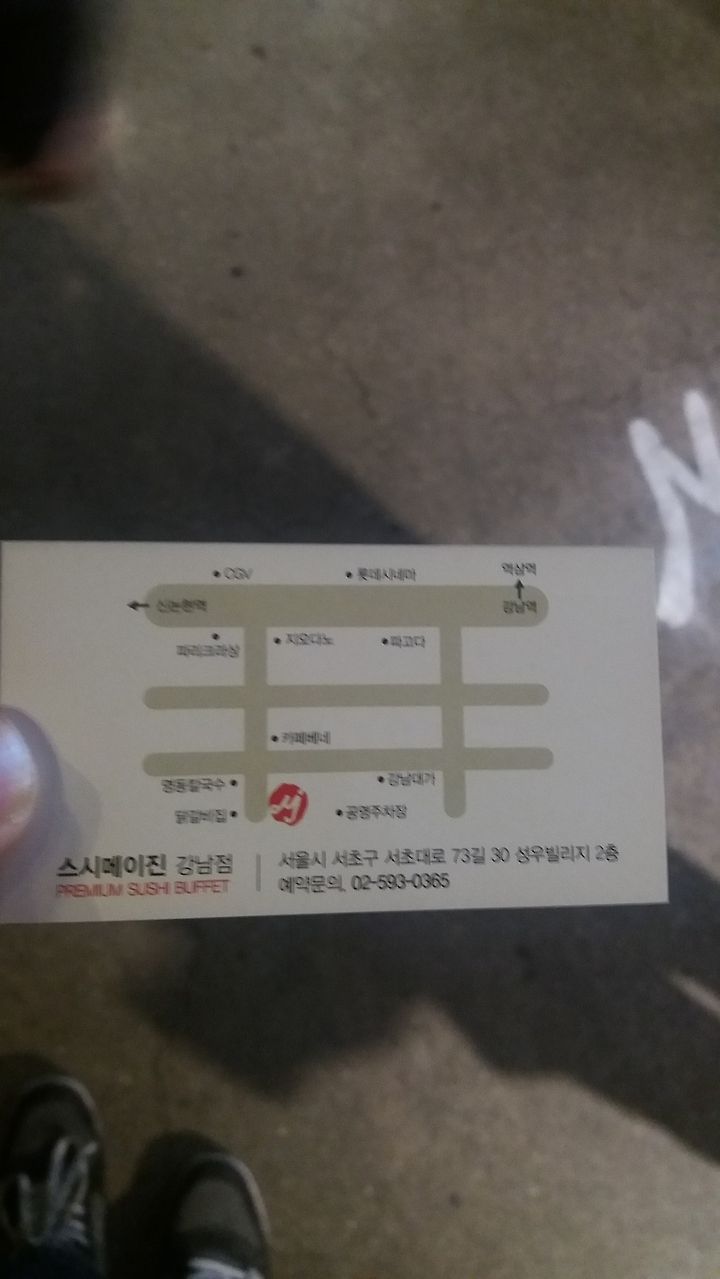 CGV
롯데시네마
역삼역
신논현역
강남역
파리크라상
지오다노
파고다
카페베네
명동칼국수
강남대가
닭갈비집
공영주차장
스시메이진 강남점
PREMIUM SUSHI BUFFET
서울시 서초구 서초대로 73길 30 성우빌리지 2층
예약문의. 02-593-0365